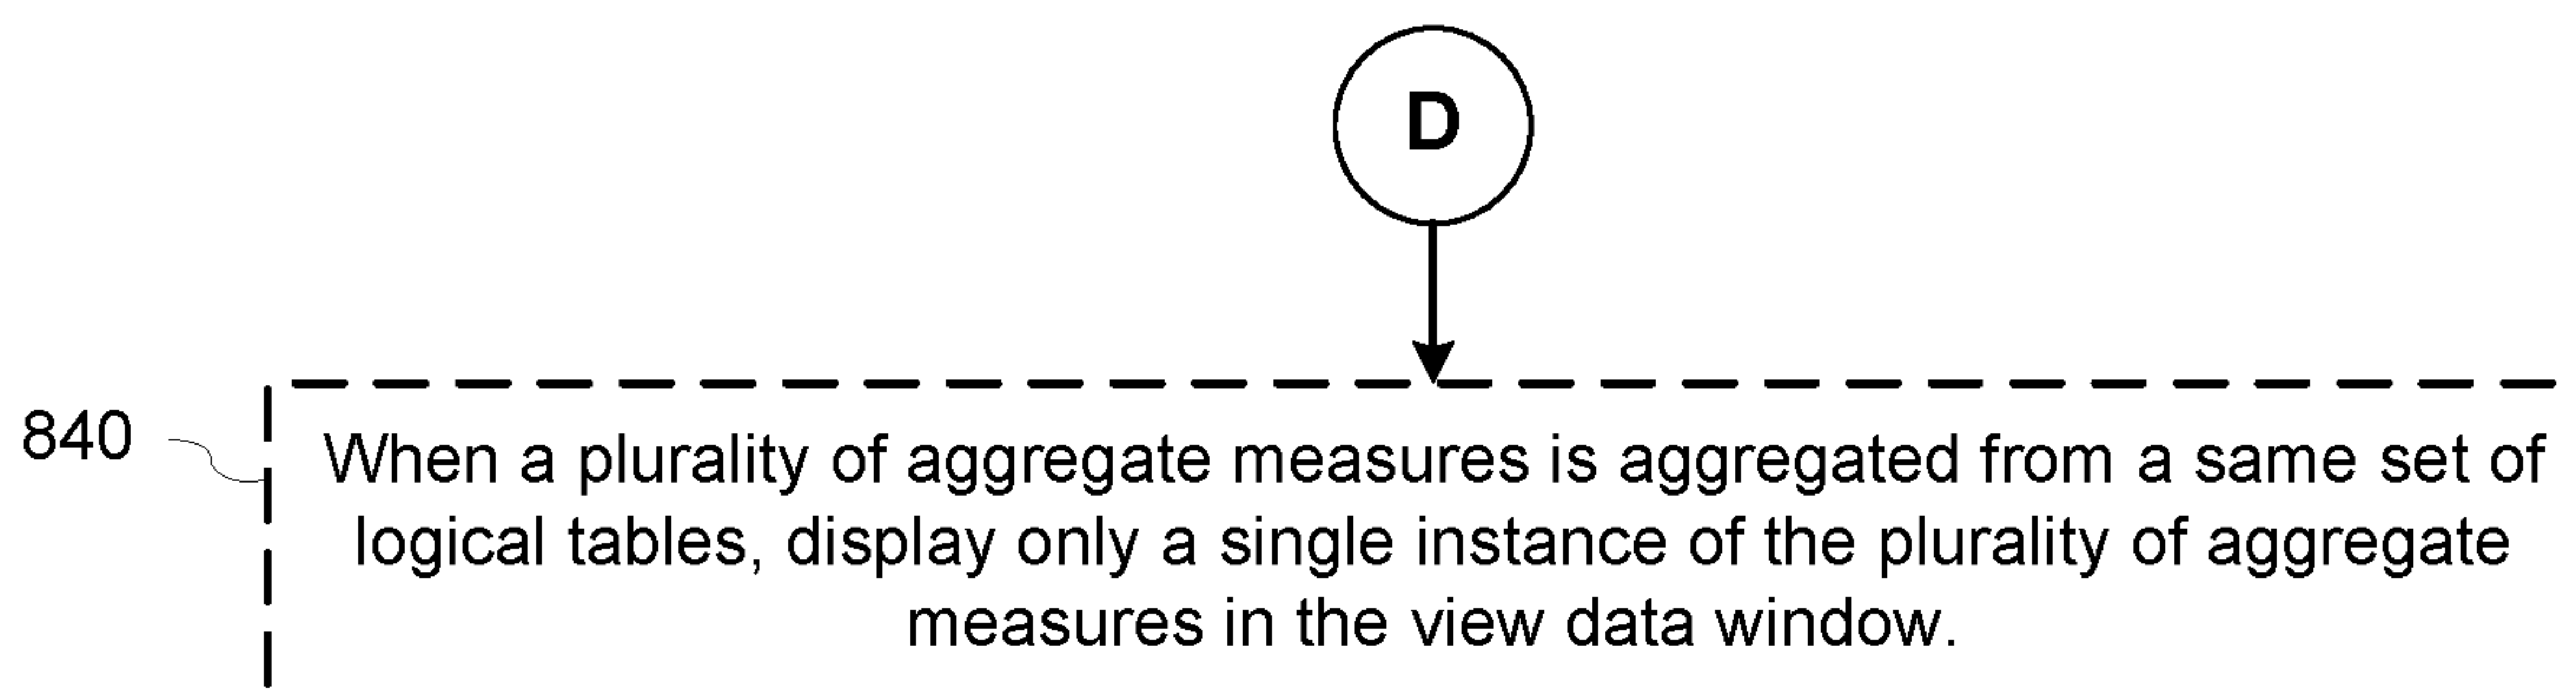 D
840
When a plurality of aggregate measures is aggregated from a same set of
logical tables, display only a single instance of the plurality of aggregate
measures in the view data window.